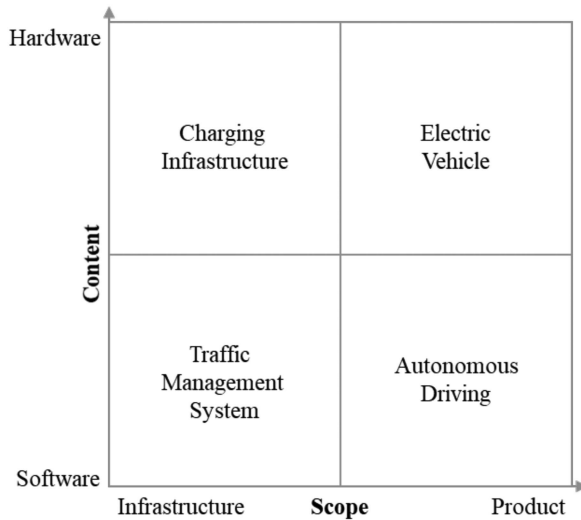 Hardware
Charging
Infrastructure
Electric
Vehicle
Content
Traffic
Management
System
Autonomous
Driving
Software
Infrastructure
Scope
Product